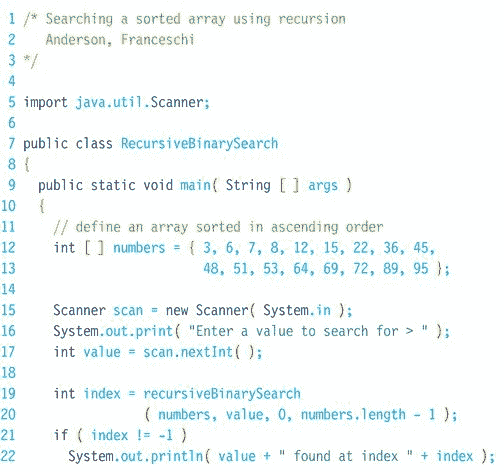 1 /* Searching a sorted array using recursion
2    Anderson, Franceschi
3 */
4
5 import java.util.Scanner;
6
7 public class RecursiveBinarySearch
8 {
9   public static void main( String [ ] args )
10   {
11     // define an array sorted in ascending order
12     int [ ] numbers = { 3, 6, 7, 8, 12, 15, 22, 36, 45,
13                         48, 51, 53, 64, 69, 72, 89, 95 };
14
15     Scanner scan = new Scanner( System.in );
16     System.out.print( "Enter a value to search for > " );
17     int value = scan.nextInt( );
18
19     int index = recursiveBinarySearch
20                 ( numbers, value, 0, numbers.length - 1 );
21     if ( index != -1 )
22       System.out.println( value + " found at index " + index );